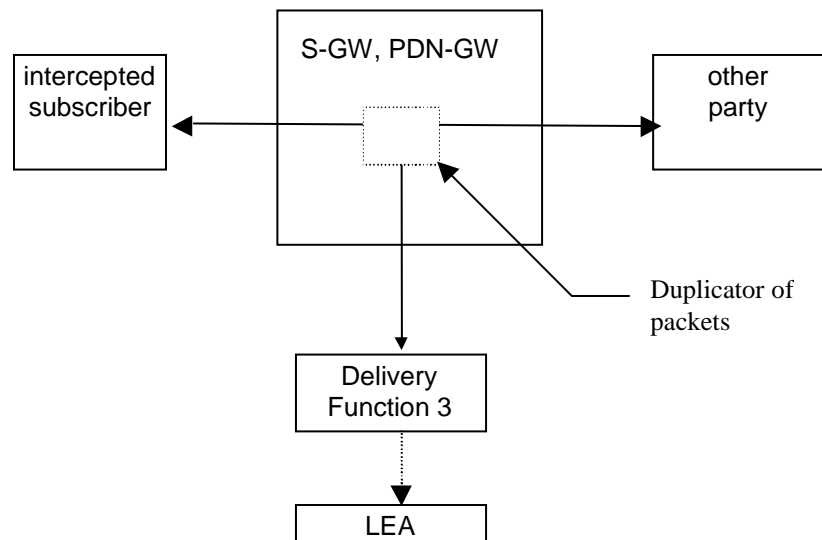 S-GW, PDN-GW
intercepted
subscriber
other
party
Duplicator of
packets
Delivery
Function 3
LEA